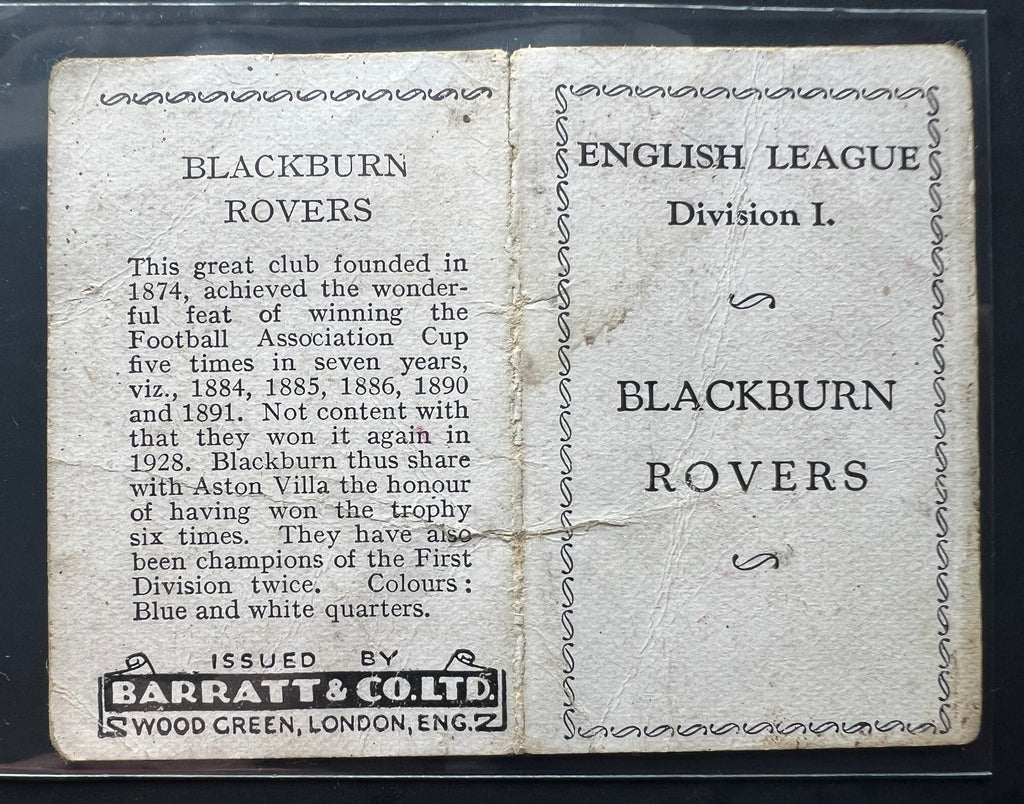 BLACKBURN
ROVERS
This great club founded in
1874, achieved the wonder-
ful feat of winning the
Football Association Cup
five times in seven years,
viz., 1884, 1885, 1886, 1890
and 1891. Not content with
that they won it again in
1928. Blackburn thus share
with Aston Villa the honour
of having won the trophy
six times. They have also
been champions of the First
Division twice. Colours:
Blue and white quarters.
ISSUED BY
BARRATT & CO. LTD.
WOOD GREEN, LONDON, ENG.
ENGLISH LEAGUE
Division I.
BLACKBURN
ROVERS